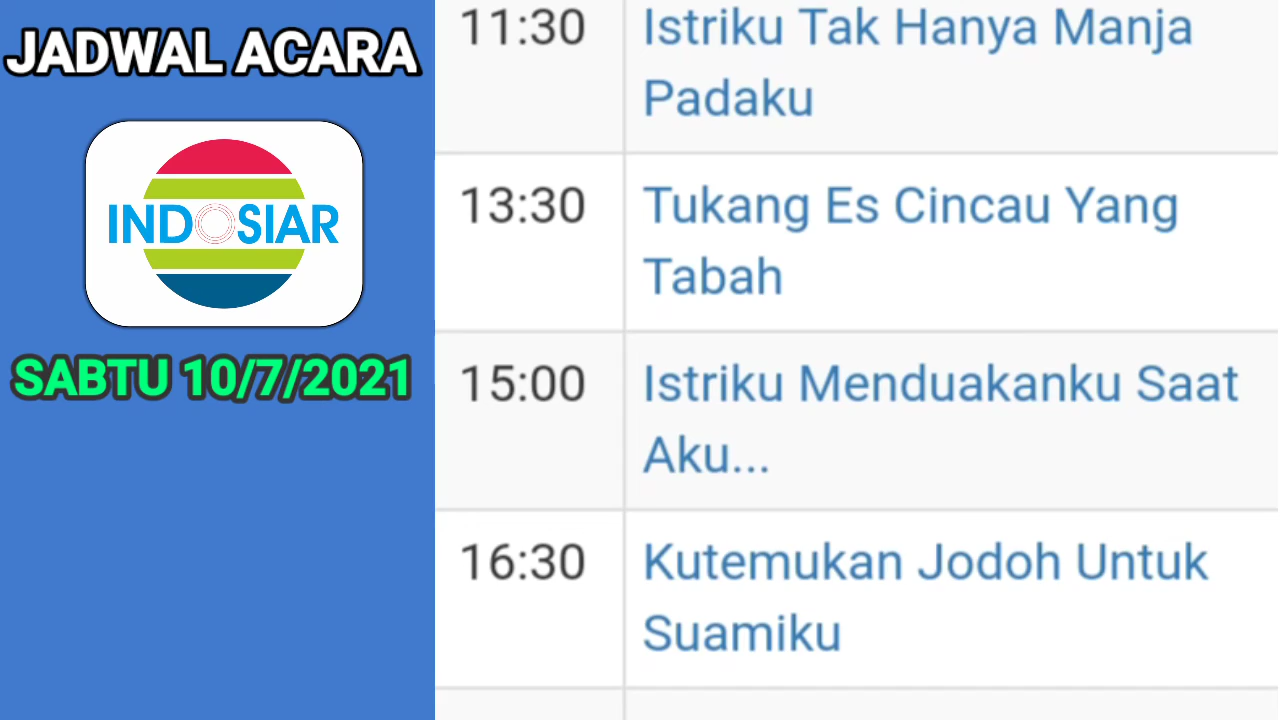 JADWAL ACARA
INDOSIAR
SABTU 10/7/2021
11:30 Istriku Tak Hanya Manja
Padaku
13:30 Tukang Es Cincau Yang
Tabah
15:00 Istriku Menduakanku Saat
Aku...
16:30 Kutemukan Jodoh Untuk
Suamiku